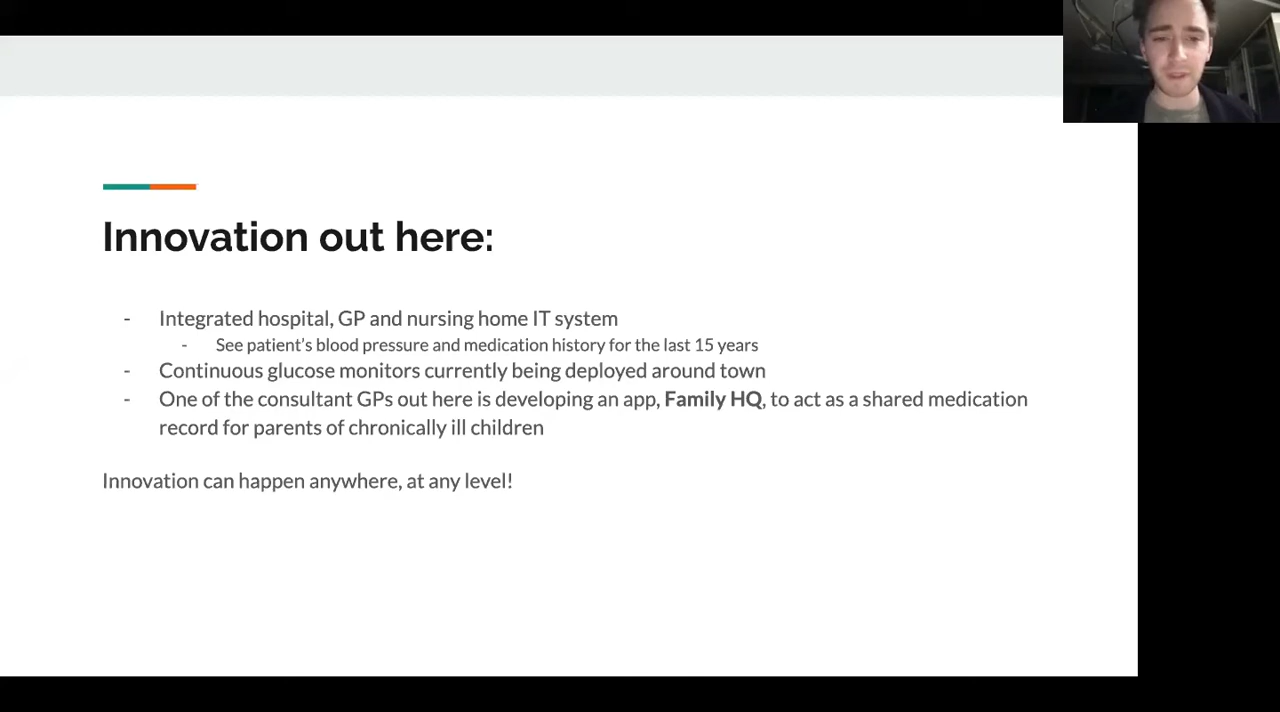 Innovation out here:
- Integrated hospital, GP and nursing home IT system
- See patient's blood pressure and medication history for the last 15 years
- Continuous glucose monitors currently being deployed around town
- One of the consultant GPs out here is developing an app, Family HQ, to act as a shared medication
record for parents of chronically ill children
Innovation can happen anywhere, at any level!